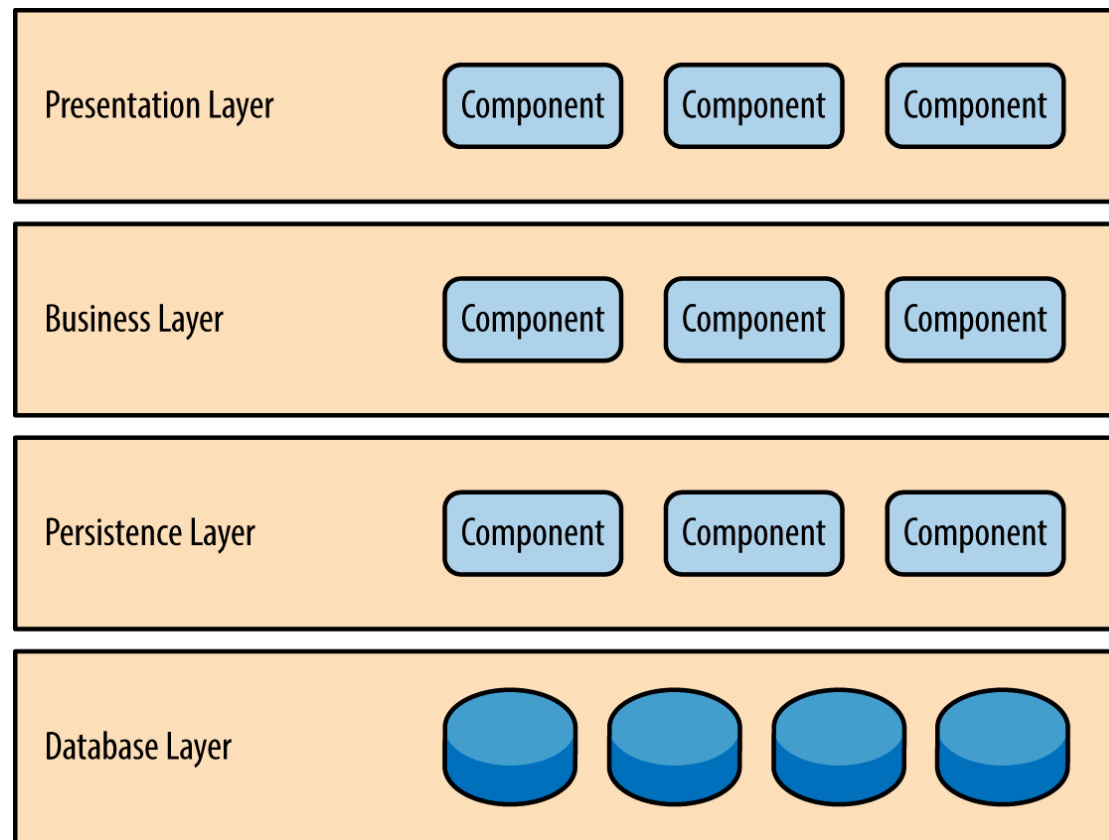 Presentation Layer Component Component Component
Business Layer Component Component Component
Persistence Layer Component Component Component
Database Layer